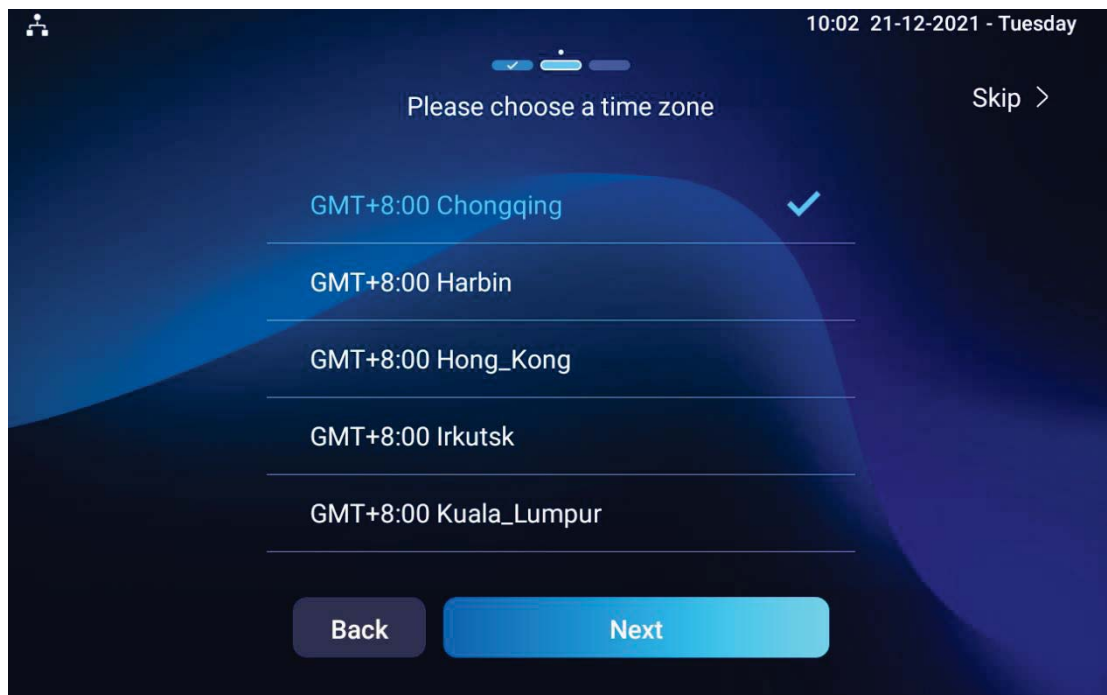 10:02 21-12-2021 - Tuesday
Please choose a time zone
Skip >
GMT+8:00 Chongqing
GMT+8:00 Harbin
GMT+8:00 Hong_Kong
GMT+8:00 Irkutsk
GMT+8:00 Kuala_Lumpur
Back
Next